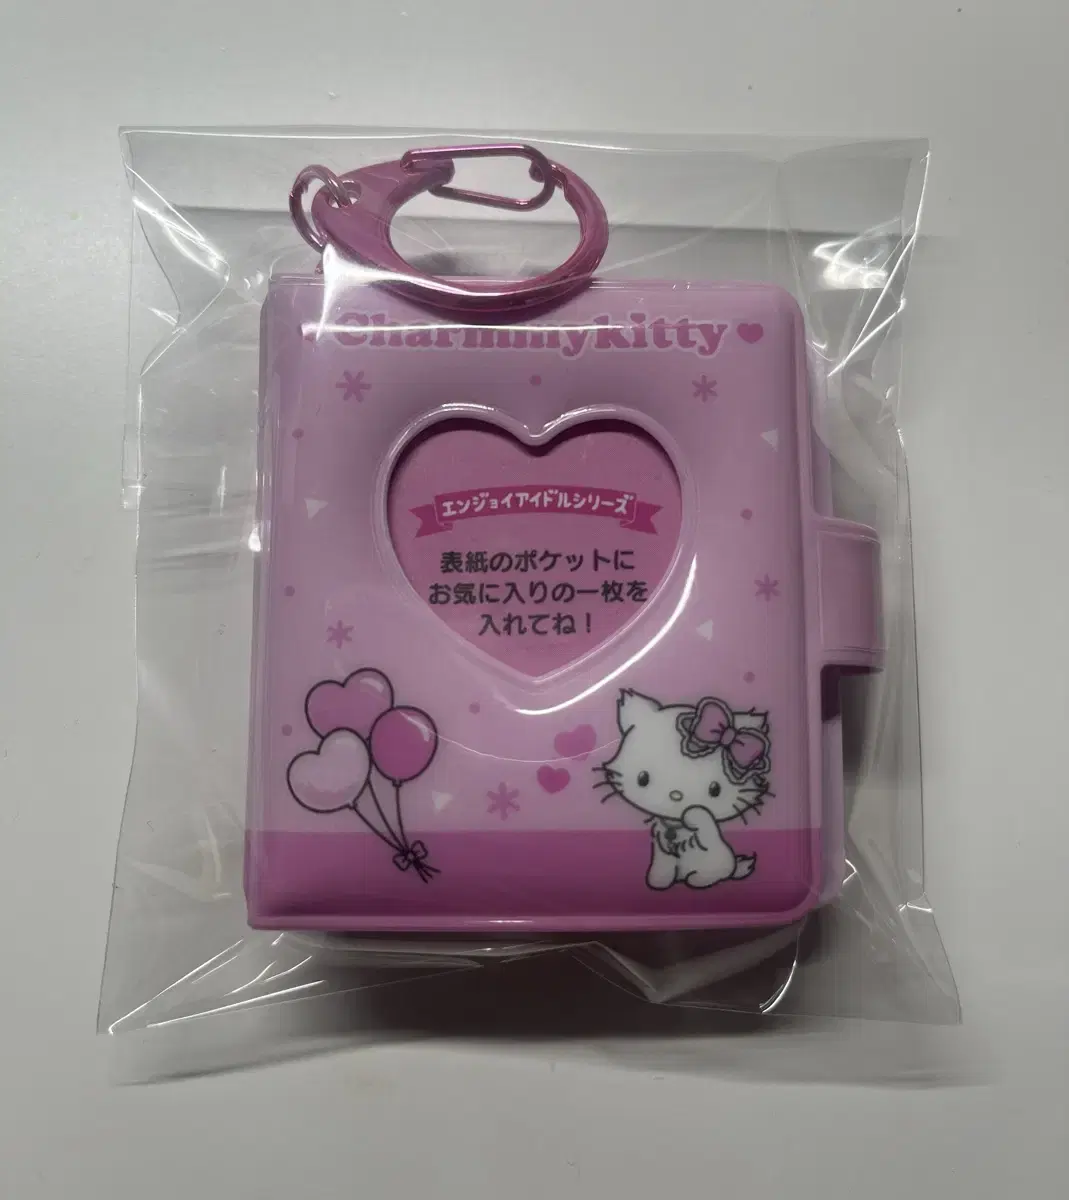 Charmmykitty
エンジョイアイドルシリーズ
表紙のポケットに
お気に入りの一枚を
入れてね！